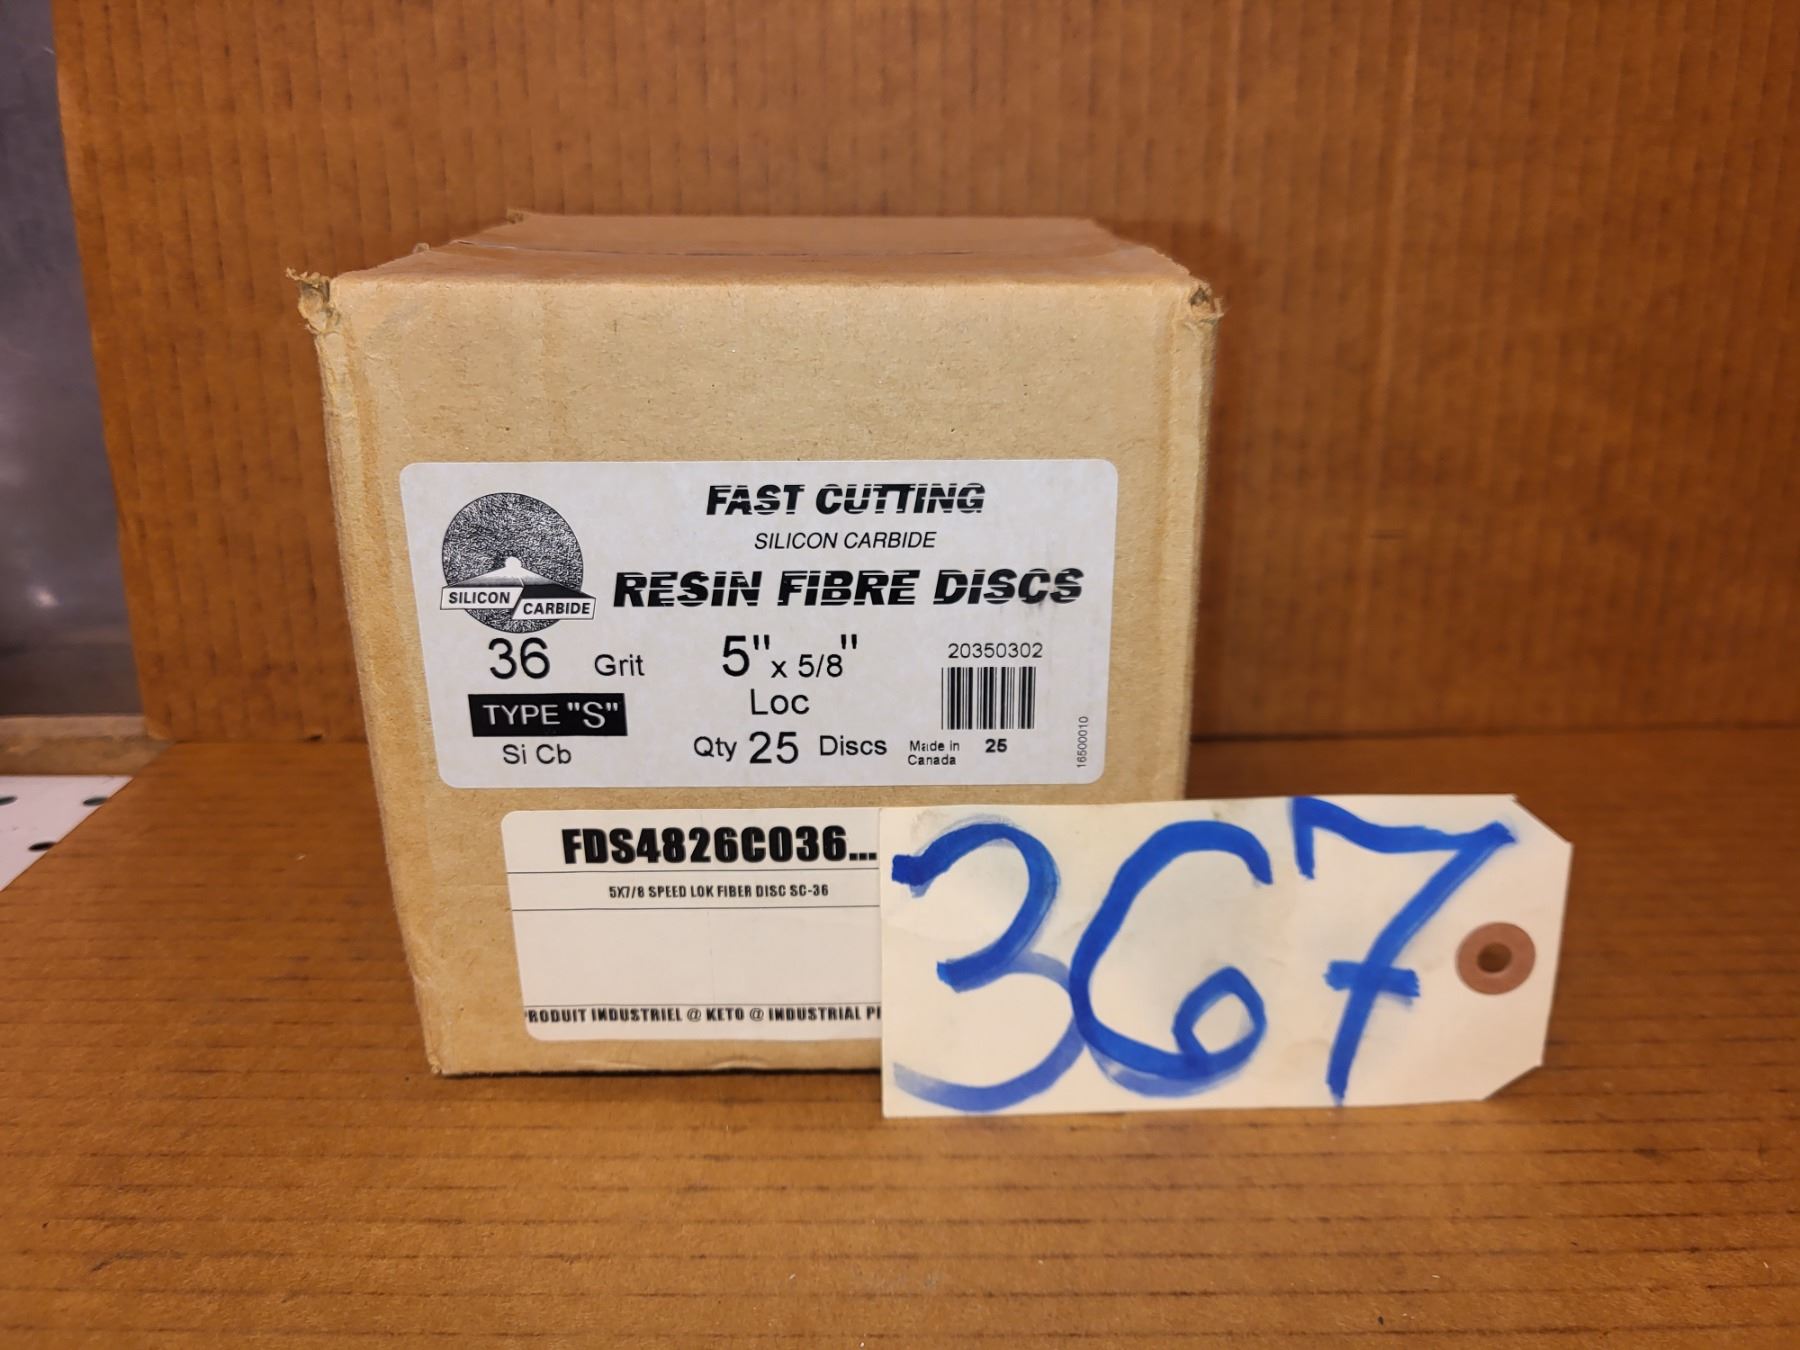 FAST CUTTING
SILICON CARBIDE
RESIN FIBRE DISCS
SILICON CARBIDE
36 Grit
5" x 5/8"
Loc
20350302
TYPE "S"
Si Cb
Qty 25 Discs
Made in
Canada
25
16500010
FDS4826C036...
5X7/8 SPEED LOK FIBER DISC SC-36
PRODUIT INDUSTRIEL @ KETO @ INDUSTRIAL
367